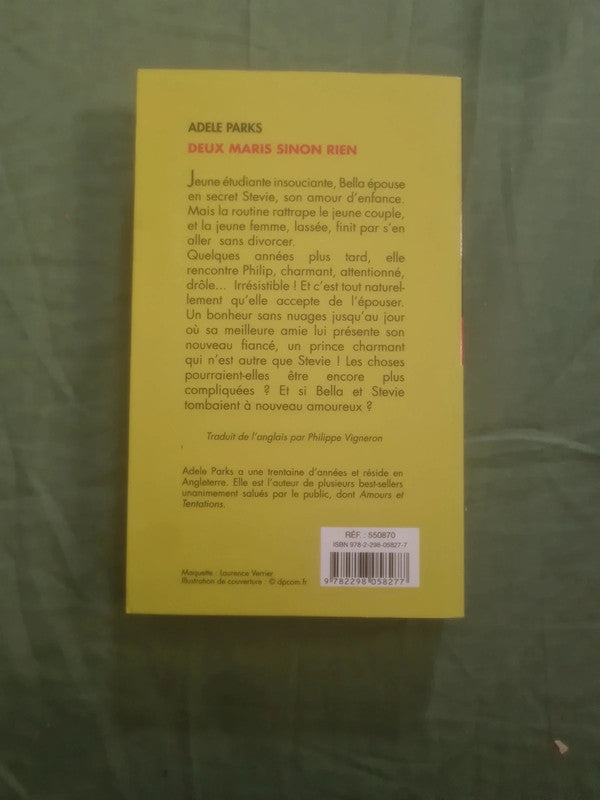 ADELE PARKS
DEUX MARIS SINON RIEN
Jeune étudiante insouciante, Bella épouse
en secret Stevie, son amour d'enfance.
Mais la routine rattrape le jeune couple,
et la jeune femme, lassée, finit par s'en
aller sans divorcer.
Quelques années plus tard, elle
rencontre Philip, charmant, attentionné,
drôle... Irrésistible ! Et c'est tout naturel-
lement qu'elle accepte de l'épouser.
Un bonheur sans nuages jusqu'au jour
où sa meilleure amie lui présente son
nouveau fiancé, un prince charmant
qui n'est autre que Stevie ! Les choses
pourraient-elles être encore plus
compliquées ? Et si Bella et Stevie
tombaient à nouveau amoureux ?
Traduit de l'anglais par Philippe Vigneron
Adele Parks a une trentaine d'années et réside en
Angleterre. Elle est l'auteur de plusieurs best-sellers
unanimement salués par le public, dont Amours et
Tentations.
RÉF. : 550870
ISBN 978-2-298-05827-7
9 782298 058277
Maquette : Laurence Verrier
Illustration de couverture : © dpcom.fr